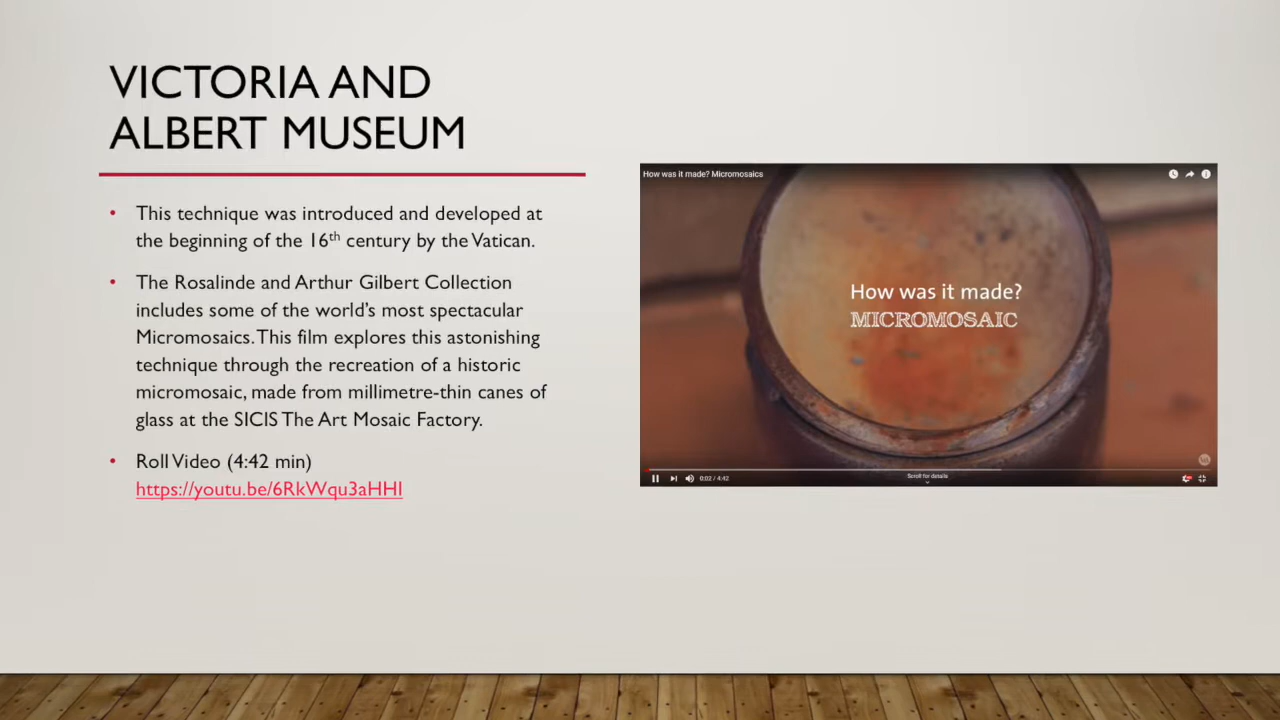 VICTORIA AND
ALBERT MUSEUM
• This technique was introduced and developed at
the beginning of the 16th century by the Vatican.
• The Rosalinde and Arthur Gilbert Collection
includes some of the world's most spectacular
Micromosaics. This film explores this astonishing
technique through the recreation of a historic
micromosaic, made from millimetre-thin canes of
glass at the SICIS The Art Mosaic Factory.
• Roll Video (4:42 min)
https://youtu.be/6RkWqu3aHHI
How was it made? Micromosaics
How was it made?
MICROMOSAIC
Scroll for details
0:02 / 4:42